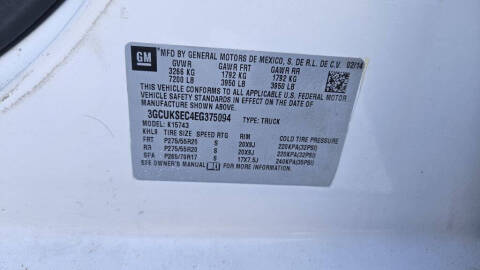 GM MFD BY GENERAL MOTORS DE MEXICO, S. DE R.L. DE C.V. 02/14
GVWR GAWR FRT GAWR RR
3266 KG 1792 KG 1792 KG
7200 LB 3950 LB 3950 LB
THIS VEHICLE CONFORMS TO ALL APPLICABLE U.S. FEDERAL MOTOR
VEHICLE SAFETY STANDARDS IN EFFECT ON THE DATE OF
MANUFACTURE SHOWN ABOVE.
3GCUKSEC4EG375094 TYPE: TRUCK
MODEL: K15743
KHL9 TIRE SIZE SPEED RTG RIM COLD TIRE PRESSURE
FRT P275/55R20 S 20X9J 220KPA(32PSI)
RR P275/55R20 S 20X9J 220KPA(32PSI)
SPA P265/70R17 S 17X7.5J 240KPA(35PSI)
SEE OWNER'S MANUAL FOR MORE INFORMATION.